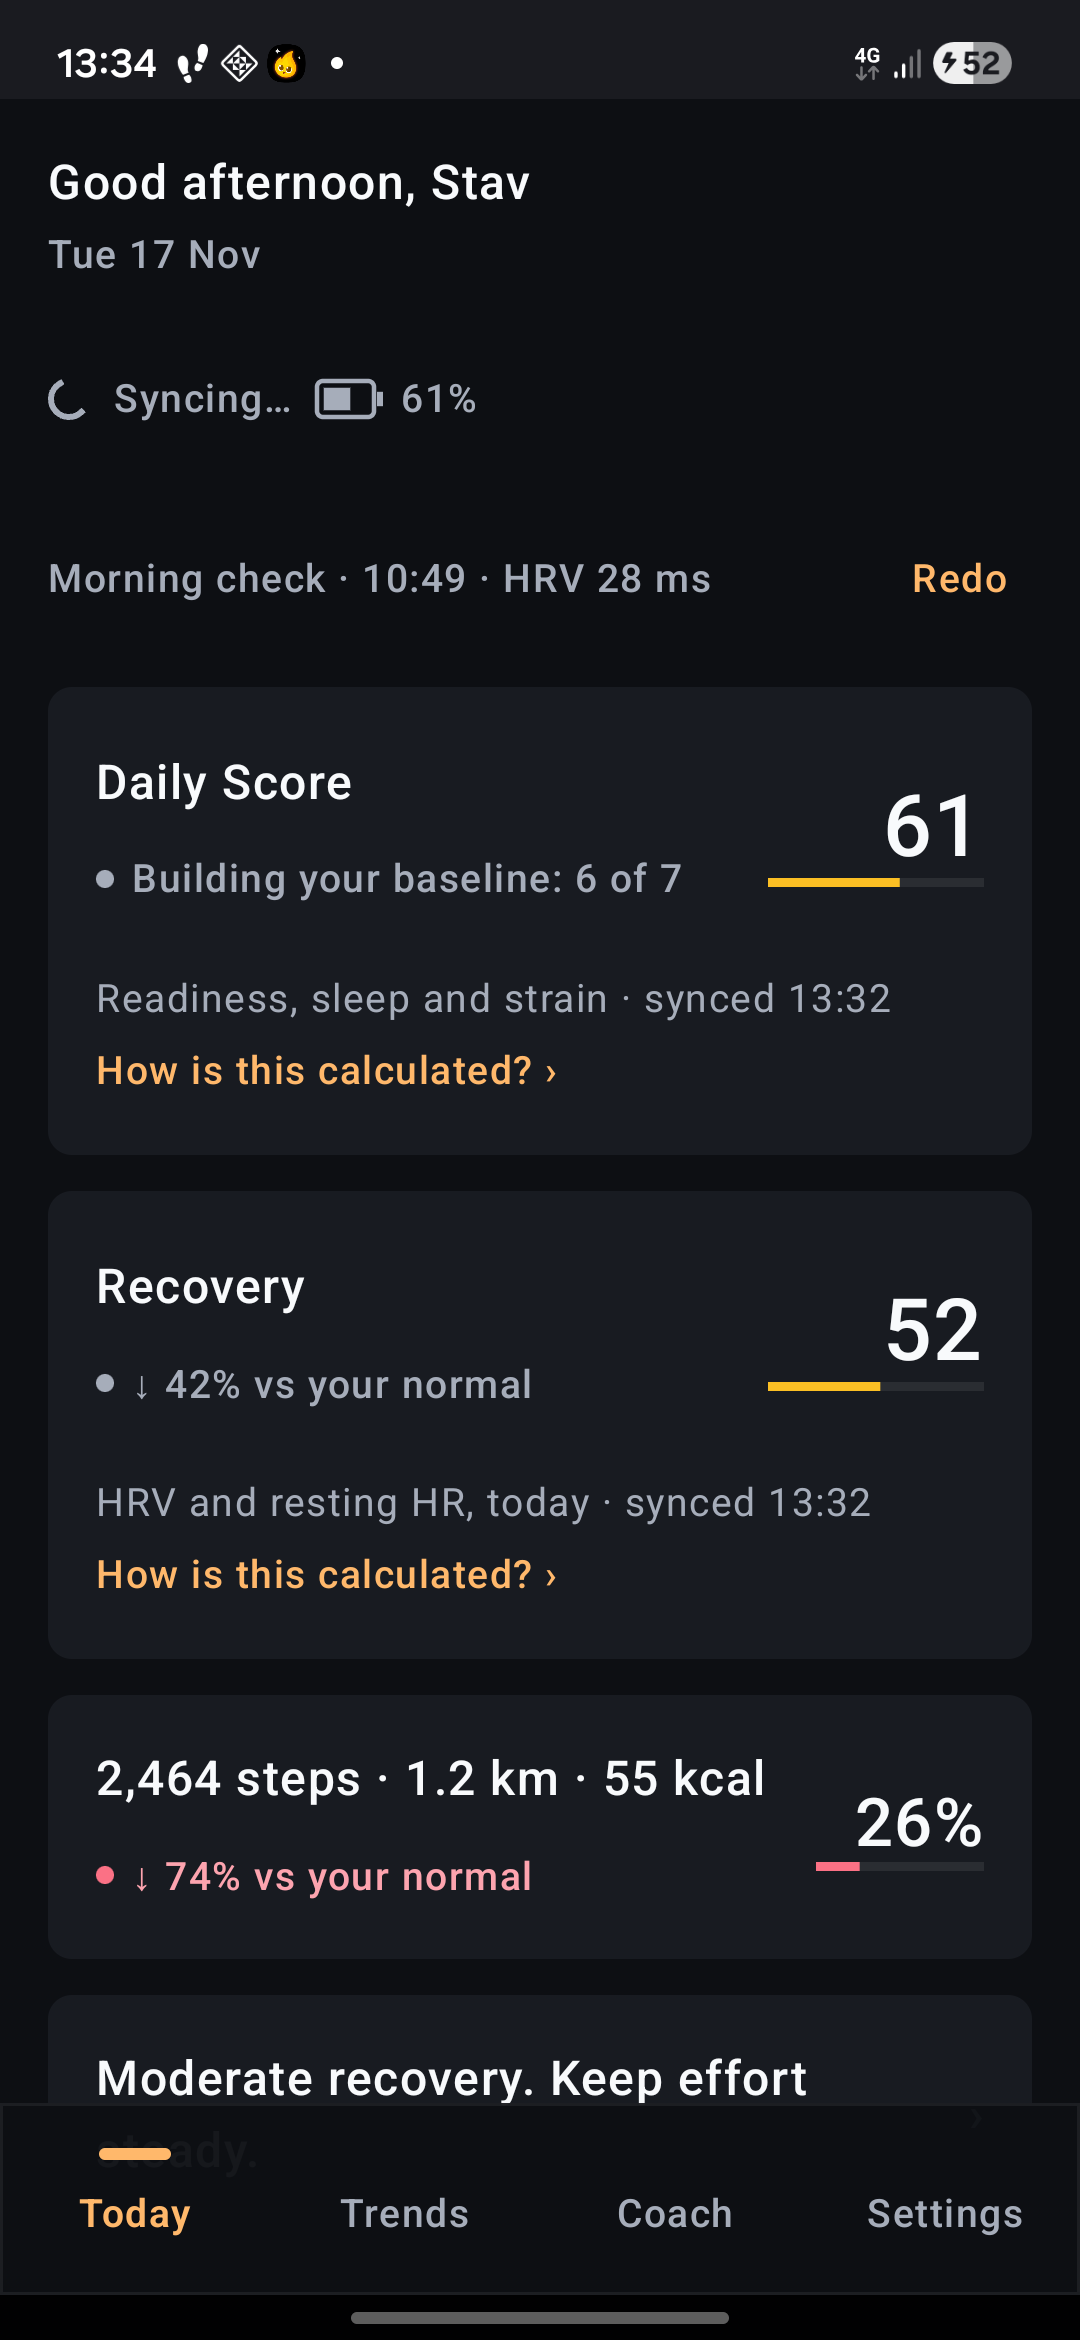 13:34
4G
52
Good afternoon, Stav
Tue 17 Nov
Syncing… 61%
Morning check · 10:49 · HRV 28 ms
Redo
Daily Score
61
Building your baseline: 6 of 7
Readiness, sleep and strain · synced 13:32
How is this calculated? ›
Recovery
52
↓ 42% vs your normal
HRV and resting HR, today · synced 13:32
How is this calculated? ›
2,464 steps · 1.2 km · 55 kcal
26%
↓ 74% vs your normal
Moderate recovery. Keep effort
steady.
Today
Trends
Coach
Settings